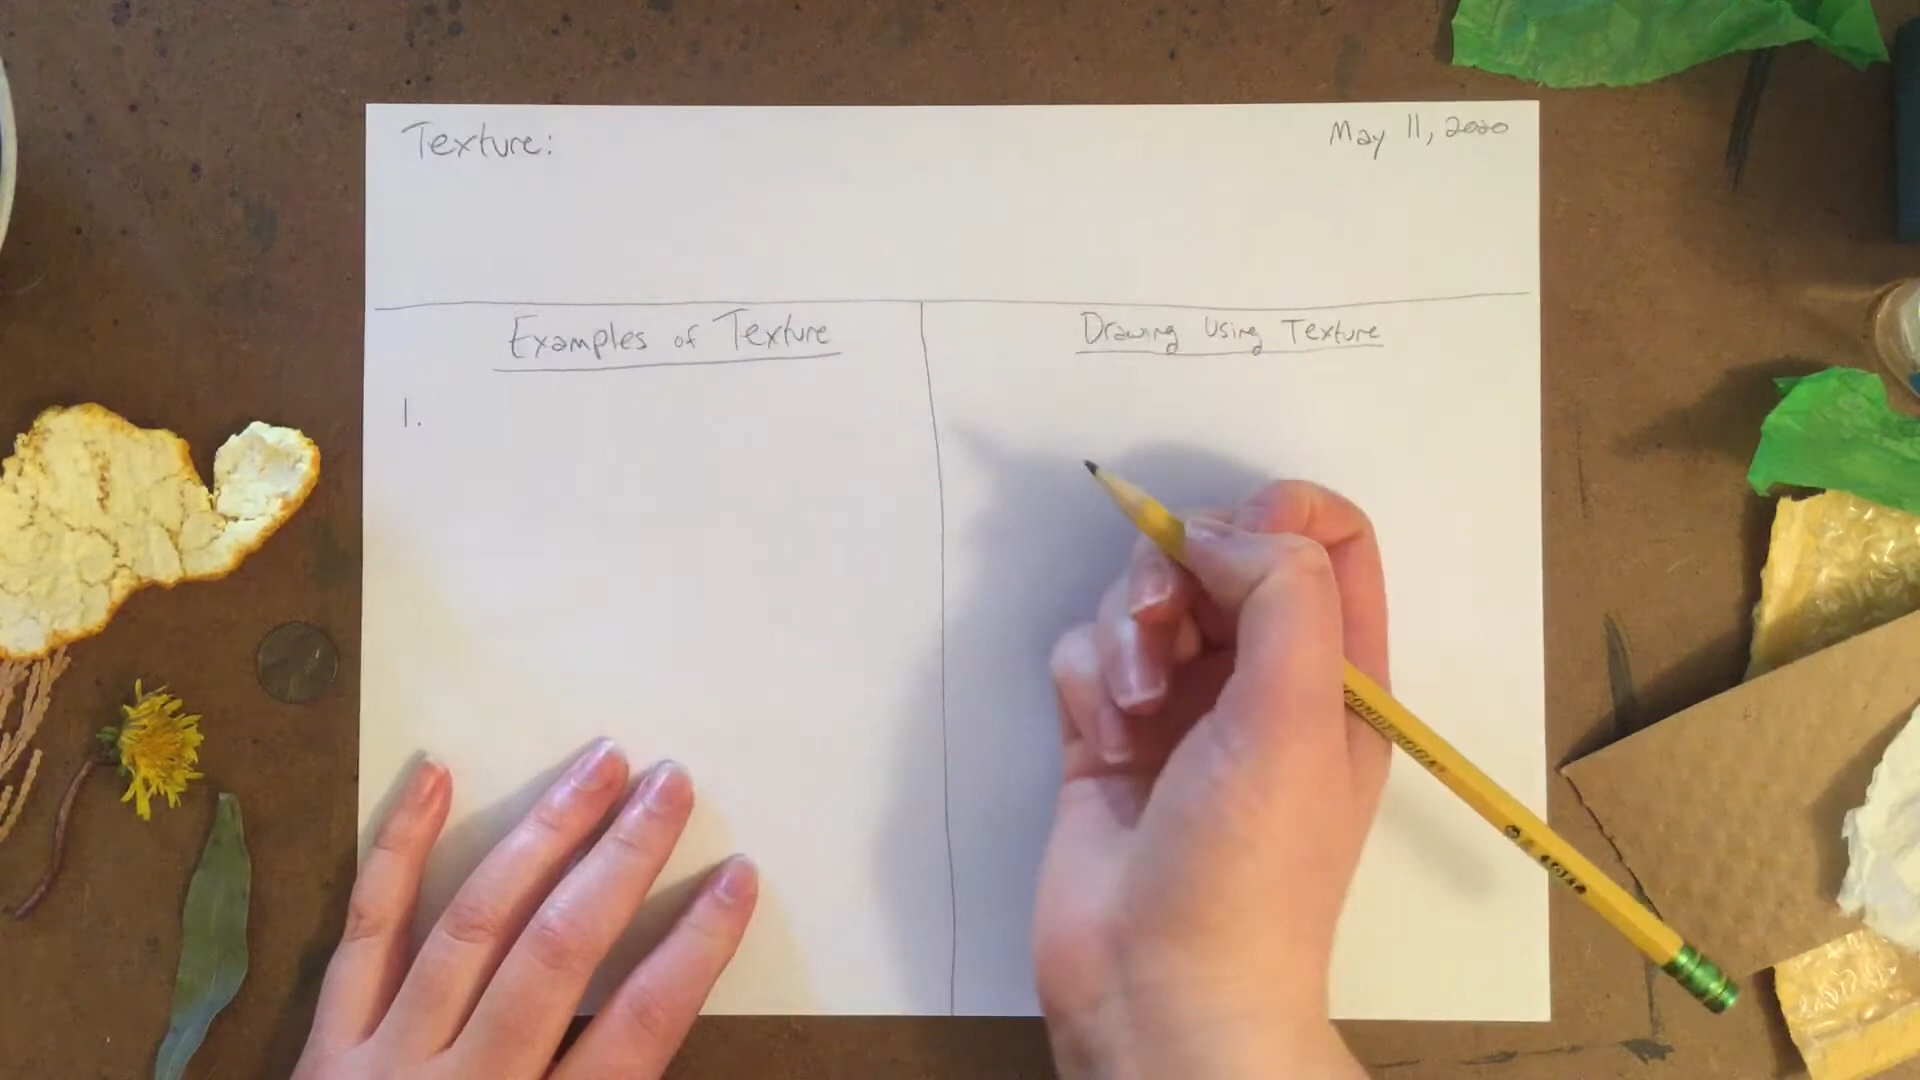 Texture:
May 11, 2020
Examples of Texture
Drawing Using Texture
1.